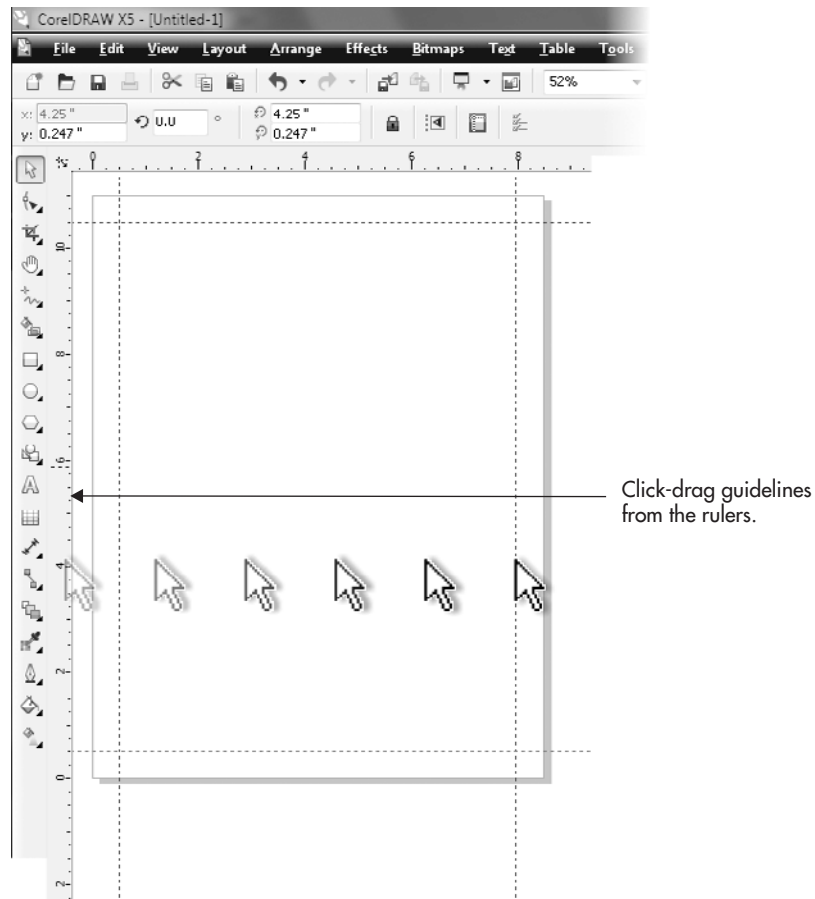 CorelDRAW X5 - [Untitled-1]
File Edit View Layout Arrange Effects Bitmaps Text Table Tools
52%
x: 4.25 " 0.0 ° 4.25 "
y: 0.247 " 0.247 "
0 2 4 6 8
10
8
6
Click-drag guidelines
from the rulers.
4
2
0
2